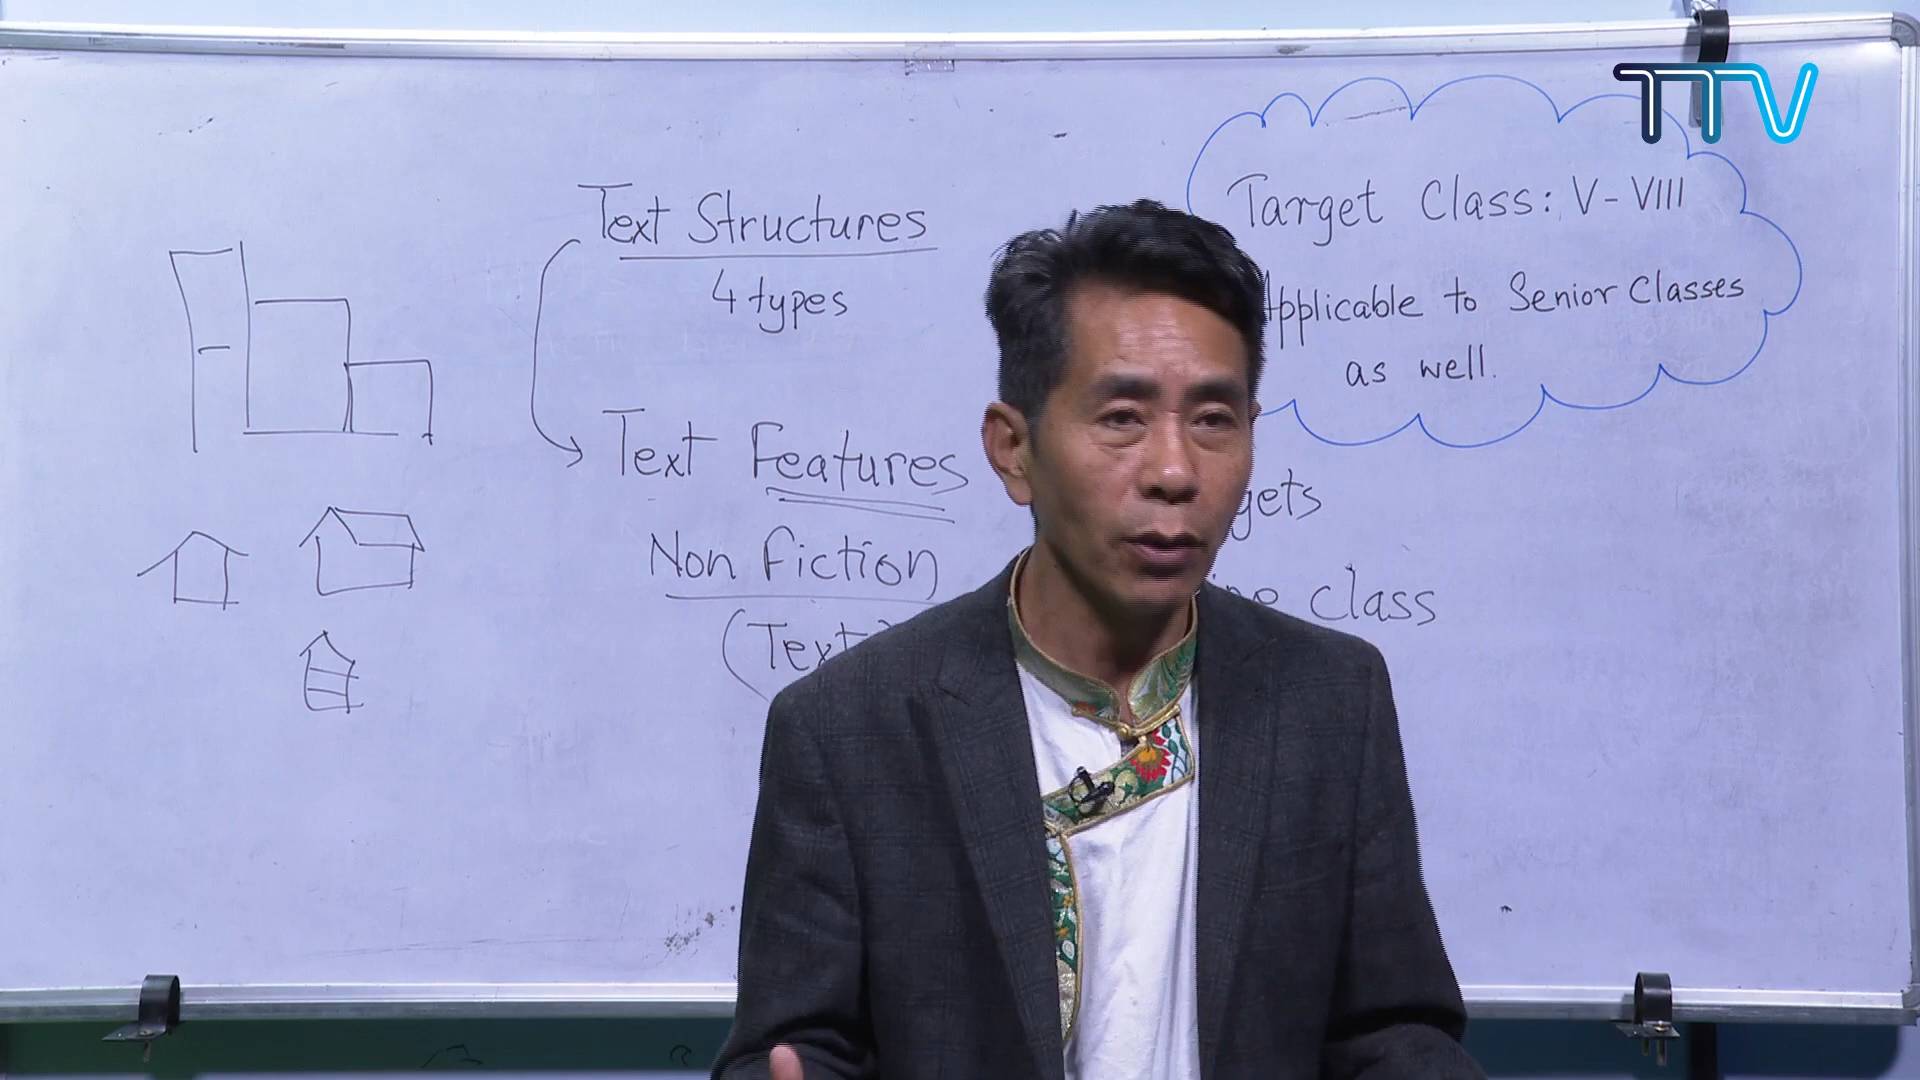 TTV
Text Structures
4 types
Text Features
Non Fiction
(Text
Target Class: V-VIII
Applicable to Senior Classes
as well.
class